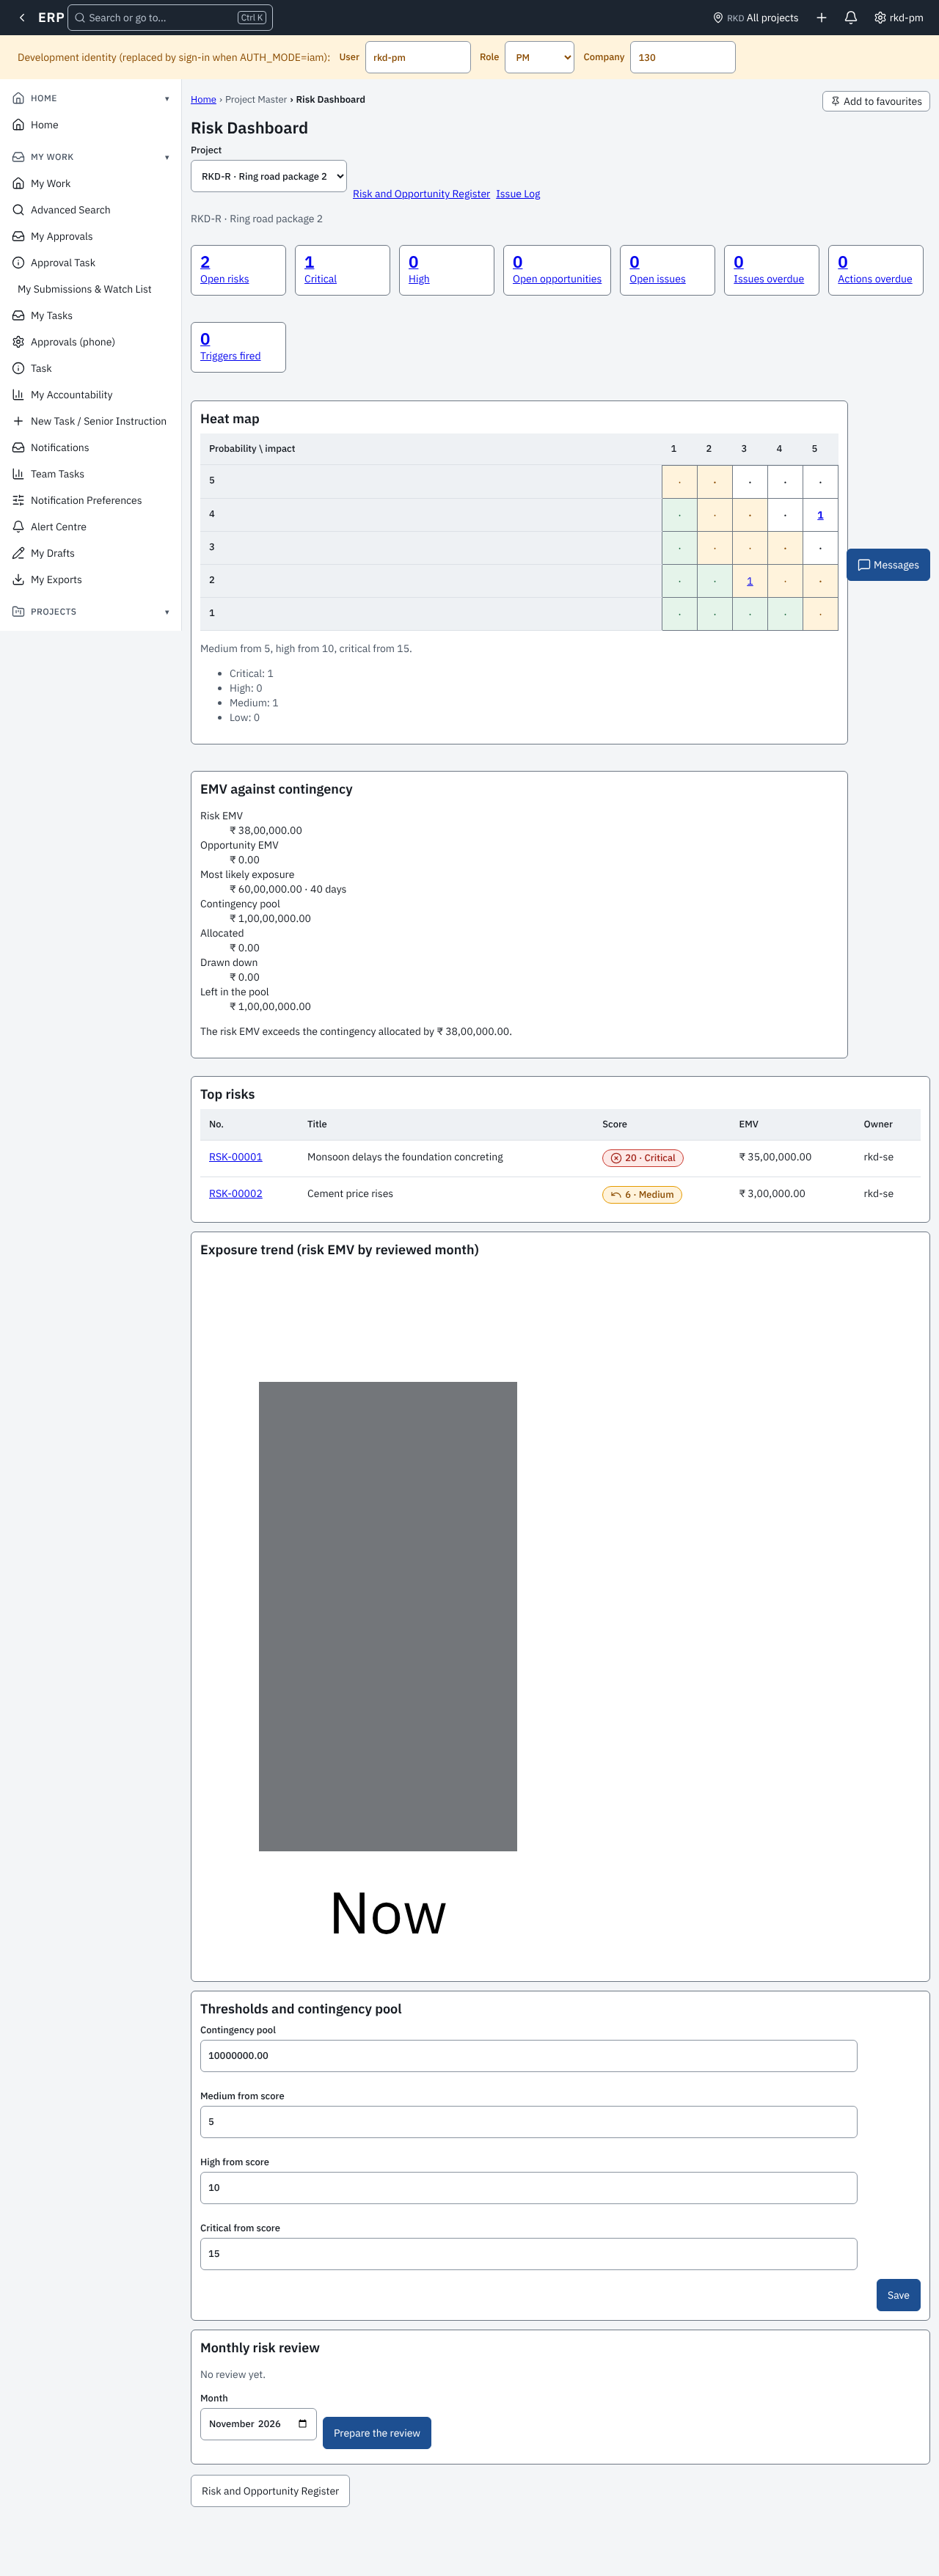 ERP
Search or go to...
Ctrl K
RKD All projects
rkd-pm
Development identity (replaced by sign-in when AUTH_MODE=iam):
User
rkd-pm
Role
PM
Company
130
HOME
Home
MY WORK
My Work
Advanced Search
My Approvals
Approval Task
My Submissions & Watch List
My Tasks
Approvals (phone)
Task
My Accountability
New Task / Senior Instruction
Notifications
Team Tasks
Notification Preferences
Alert Centre
My Drafts
My Exports
PROJECTS
Home › Project Master › Risk Dashboard
Add to favourites
Risk Dashboard
Project
RKD-R · Ring road package 2
Risk and Opportunity Register Issue Log
RKD-R · Ring road package 2
2
Open risks
1
Critical
0
High
0
Open opportunities
0
Open issues
0
Issues overdue
0
Actions overdue
0
Triggers fired
Heat map
Probability \ impact 1 2 3 4 5
5 · · · · ·
4 · · · · 1
3 · · · · ·
2 · · 1 · ·
1 · · · · ·
Messages
Medium from 5, high from 10, critical from 15.
• Critical: 1
• High: 0
• Medium: 1
• Low: 0
EMV against contingency
Risk EMV
₹ 38,00,000.00
Opportunity EMV
₹ 0.00
Most likely exposure
₹ 60,00,000.00 · 40 days
Contingency pool
₹ 1,00,00,000.00
Allocated
₹ 0.00
Drawn down
₹ 0.00
Left in the pool
₹ 1,00,00,000.00
The risk EMV exceeds the contingency allocated by ₹ 38,00,000.00.
Top risks
No. Title Score EMV Owner
RSK-00001 Monsoon delays the foundation concreting 20 · Critical ₹ 35,00,000.00 rkd-se
RSK-00002 Cement price rises 6 · Medium ₹ 3,00,000.00 rkd-se
Exposure trend (risk EMV by reviewed month)
Now
Thresholds and contingency pool
Contingency pool
10000000.00
Medium from score
5
High from score
10
Critical from score
15
Save
Monthly risk review
No review yet.
Month
November 2026
Prepare the review
Risk and Opportunity Register